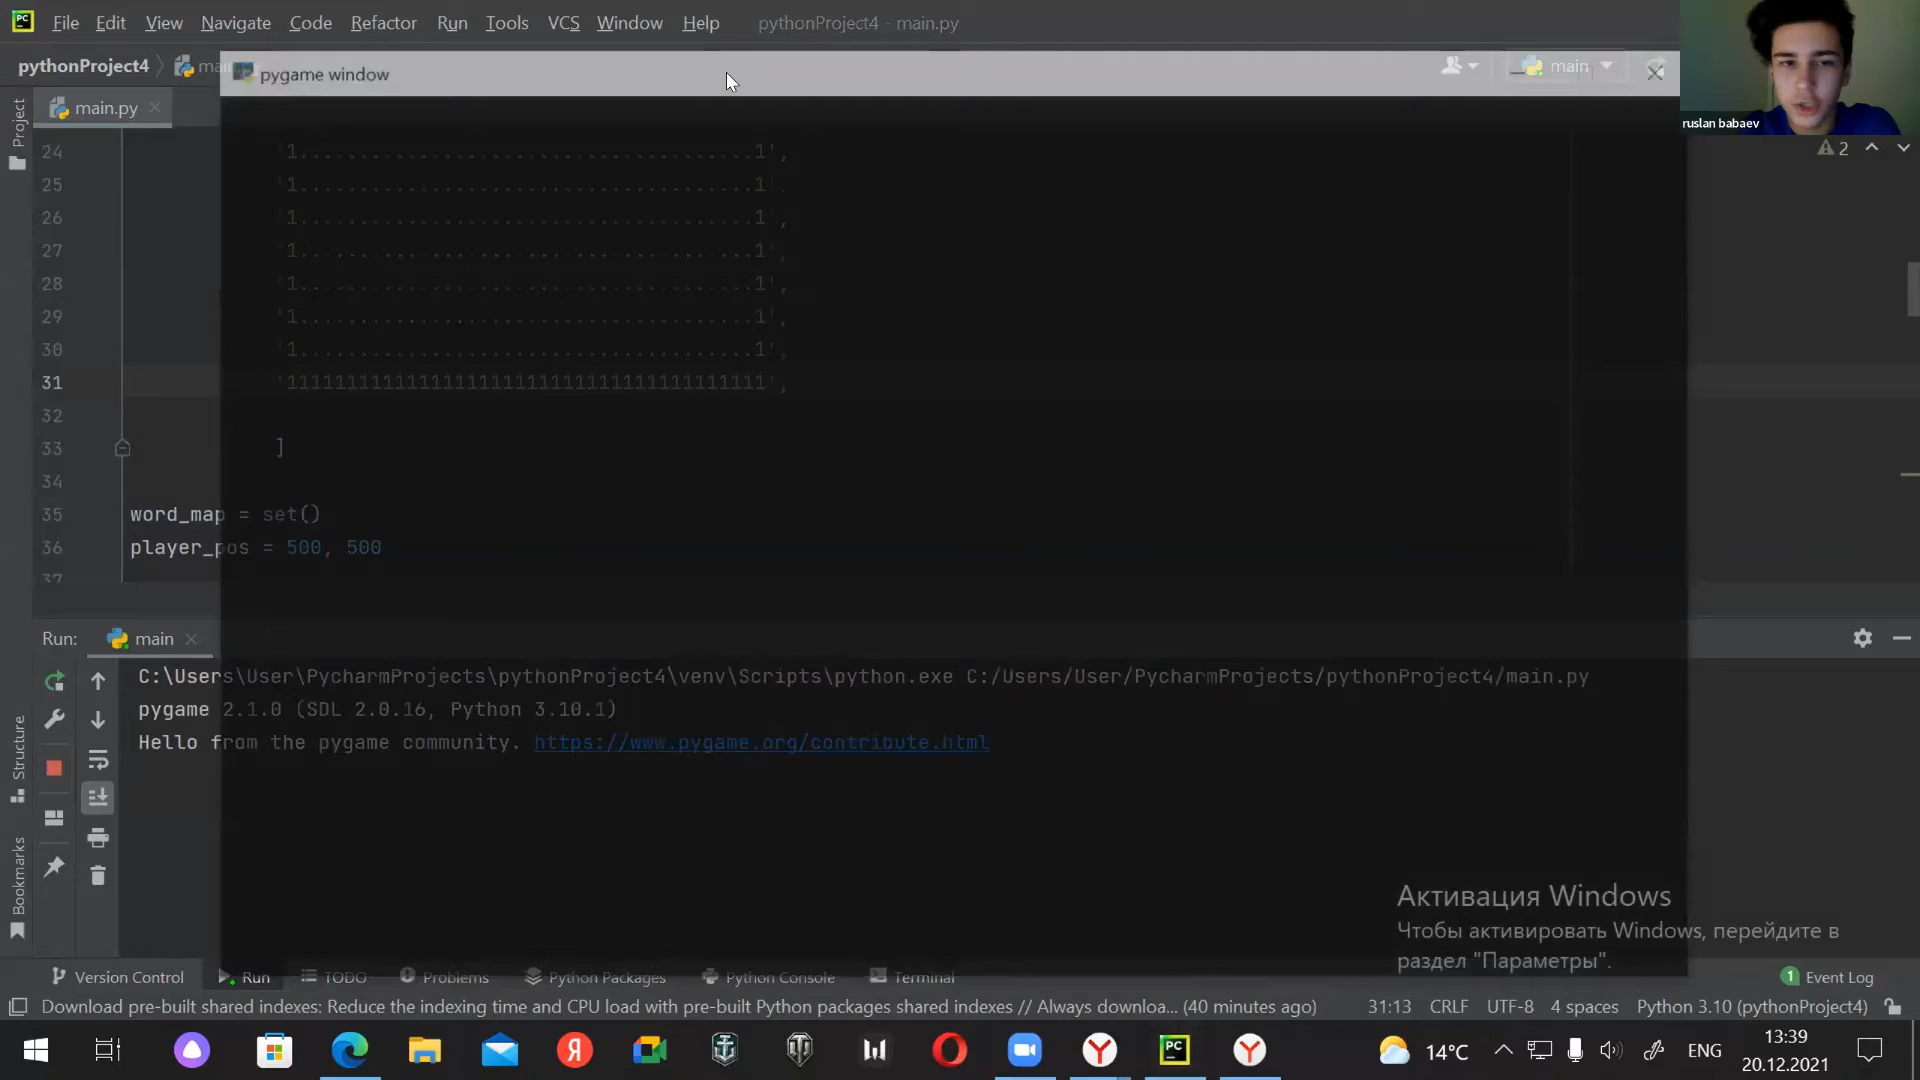 File Edit View Navigate Code Refactor Run Tools VCS Window Help pythonProject4 - main.py
pythonProject4 main
pygame window
main.py
ruslan babaev
2
Project
24 '1......................................1',
25 '1......................................1'
26 '1......................................1',
27 '1......................................1',
28 '1......................................1',
29 '1......................................1',
30 '1......................................1',
31 '1111111111111111111111111111111111111111',
32
33 ]
34
35 word_map = set()
36 player_pos = 500, 500
37
Run: main
C:\Users\User\PycharmProjects\pythonProject4\venv\Scripts\python.exe C:/Users/User/PycharmProjects/pythonProject4/main.py
pygame 2.1.0 (SDL 2.0.16, Python 3.10.1)
Hello from the pygame community. https://www.pygame.org/contribute.html
Structure
Bookmarks
Активация Windows
Чтобы активировать Windows, перейдите в
раздел "Параметры".
Version Control Run TODO Problems Python Packages Python Console Terminal 1 Event Log
Download pre-built shared indexes: Reduce the indexing time and CPU load with pre-built Python packages shared indexes // Always downloa... (40 minutes ago) 31:13 CRLF UTF-8 4 spaces Python 3.10 (pythonProject4)
14°C ENG 13:39
20.12.2021